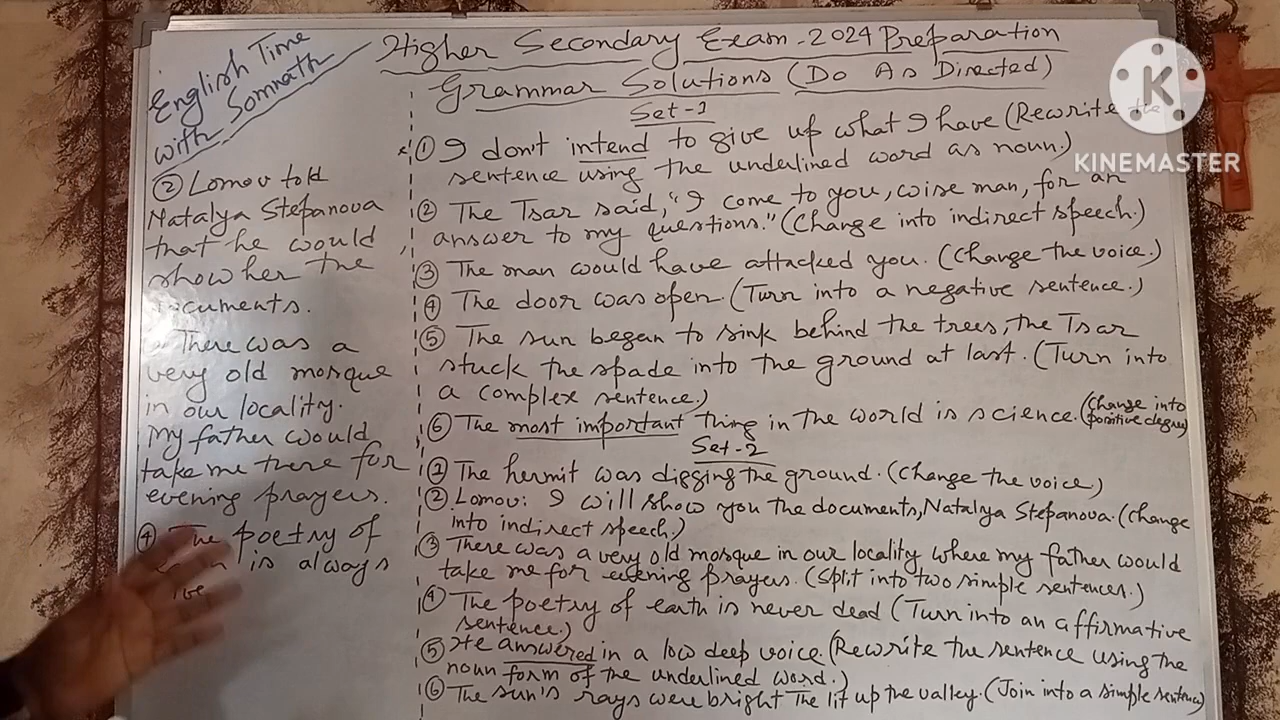 English Time
with Somnath
Higher Secondary Exam-2024 Preparation
Grammar Solutions (Do As Directed)
Set-1
① I don't intend to give up what I have (Rewrite the
sentence using the underlined word as noun.)
② The Tsar said, "I come to you, wise man, for an
answer to my questions." (Change into indirect speech.)
③ The man would have attacked you. (Change the voice.)
④ The door was open. (Turn into a negative sentence.)
⑤ The sun began to sink behind the trees, the Tsar
stuck the spade into the ground at last. (Turn into
a complex sentence.)
⑥ The most important thing in the world is science. (Change into
positive degree)
Set-2
① The hermit was digging the ground. (Change the voice)
② Lomov: I will show you the documents, Natalya Stepanova. (Change
into indirect speech.)
③ There was a very old mosque in our locality where my father would
take me for evening prayers. (Split into two simple sentences.)
④ The poetry of earth is never dead (Turn into an affirmative
sentence.)
⑤ He answered in a low deep voice. (Rewrite the sentence using the
noun form of the underlined word.)
⑥ The sun's rays were bright The lit up the valley. (Join into a simple sentence)
② Lomov told
Natalya Stepanova
that he would
show her the
documents.
There was a
very old mosque
in our locality.
My father would
take me there for
evening prayers.
④ The poetry of
is always
K
KINEMASTER